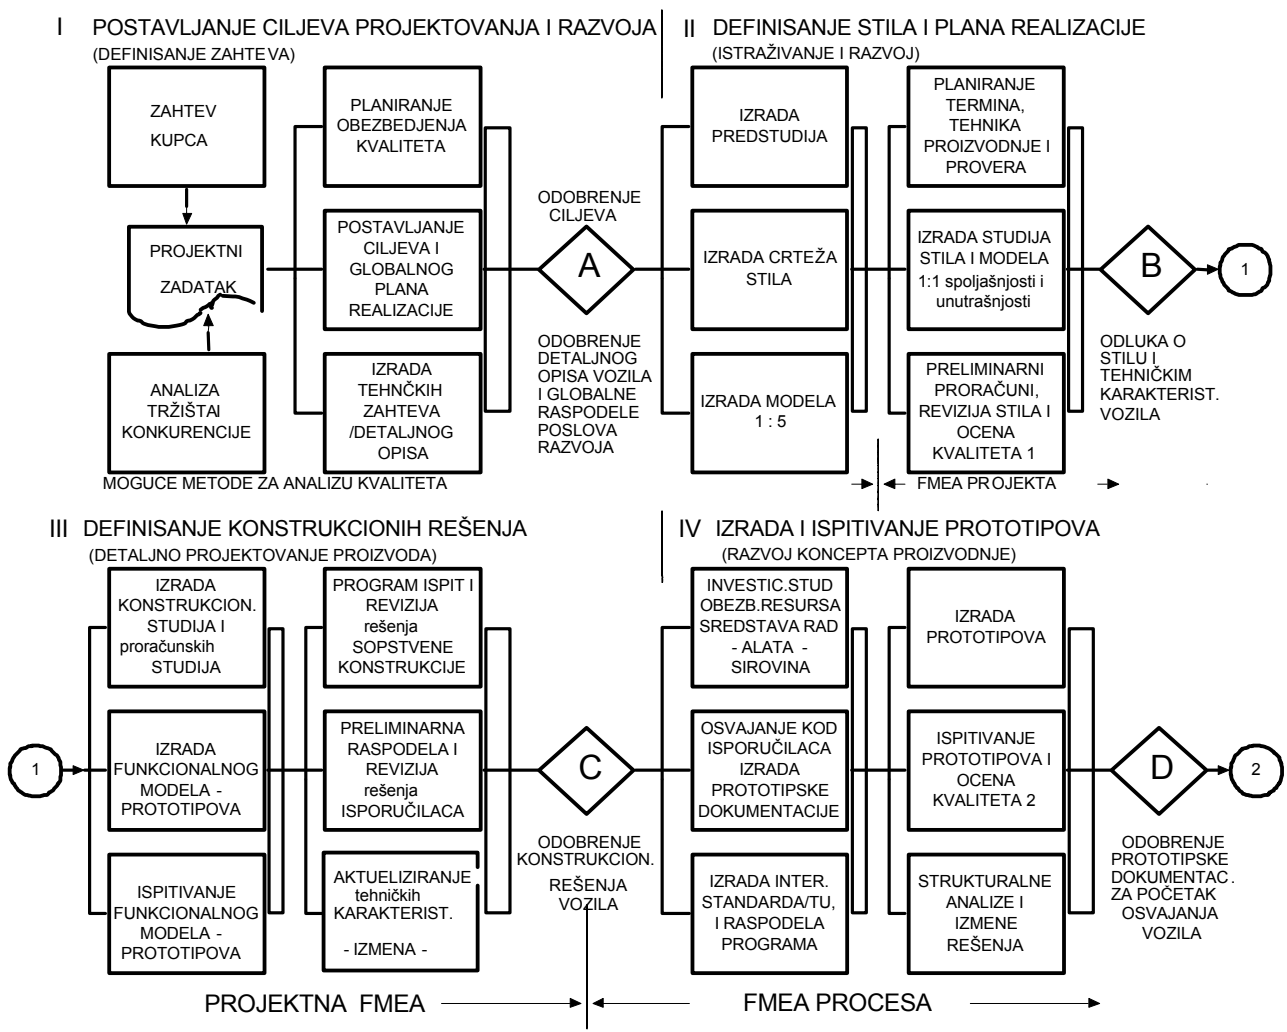 I POSTAVLJANJE CILJEVA PROJEKTOVANJA I RAZVOJA
(DEFINISANJE ZAHTEVA)
ZAHTEV
KUPCA
PROJEKTNI
ZADATAK
ANALIZA
TRŽIŠTAI
KONKURENCIJE
PLANIRANJE
OBEZBEDJENJA
KVALITETA
POSTAVLJANJE
CILJEVA I
GLOBALNOG
PLANA
REALIZACIJE
IZRADA
TEHNČKIH
ZAHTEVA
/DETALJNOG
OPISA
ODOBRENJE
CILJEVA
A
ODOBRENJE
DETALJNOG
OPISA VOZILA
I GLOBALNE
RASPODELE
POSLOVA
RAZVOJA
MOGUCE METODE ZA ANALIZU KVALITETA
II DEFINISANJE STILA I PLANA REALIZACIJE
(ISTRAŽIVANJE I RAZVOJ)
IZRADA
PREDSTUDIJA
IZRADA CRTEŽA
STILA
IZRADA MODELA
1 : 5
PLANIRANJE
TERMINA,
TEHNIKA
PROIZVODNJE I
PROVERA
IZRADA STUDIJA
STILA I MODELA
1:1 spoljašnjosti i
unutrašnjosti
PRELIMINARNI
PRORAČUNI,
REVIZIJA STILA I
OCENA
KVALITETA 1
B
1
ODLUKA O
STILU I
TEHNIČKIM
KARAKTERIST.
VOZILA
FMEA PROJEKTA
III DEFINISANJE KONSTRUKCIONIH REŠENJA
(DETALJNO PROJEKTOVANJE PROIZVODA)
1
IZRADA
KONSTRUKCION.
STUDIJA I
proračunskih
STUDIJA
IZRADA
FUNKCIONALNOG
MODELA -
PROTOTIPOVA
ISPITIVANJE
FUNKCIONALNOG
MODELA -
PROTOTIPOVA
PROGRAM ISPIT I
REVIZIJA
rešenja
SOPSTVENE
KONSTRUKCIJE
PRELIMINARNA
RASPODELA I
REVIZIJA
rešenja
ISPORUČILACA
AKTUELIZIRANJE
tehničkih
KARAKTERIST.
- IZMENA -
C
ODOBRENJE
KONSTRUKCION.
REŠENJA
VOZILA
PROJEKTNA FMEA
IV IZRADA I ISPITIVANJE PROTOTIPOVA
(RAZVOJ KONCEPTA PROIZVODNJE)
INVESTIC.STUD
OBEZB.RESURSA
SREDSTAVA RAD
- ALATA -
SIROVINA
OSVAJANJE KOD
ISPORUČILACA
IZRADA
PROTOTIPSKE
DOKUMENTACIJE
IZRADA INTER.
STANDARDA/TU,
I RASPODELA
PROGRAMA
IZRADA
PROTOTIPOVA
ISPITIVANJE
PROTOTIPOVA I
OCENA
KVALITETA 2
STRUKTURALNE
ANALIZE I
IZMENE
REŠENJA
D
2
ODOBRENJE
PROTOTIPSKE
DOKUMENTAC.
ZA POČETAK
OSVAJANJA
VOZILA
FMEA PROCESA